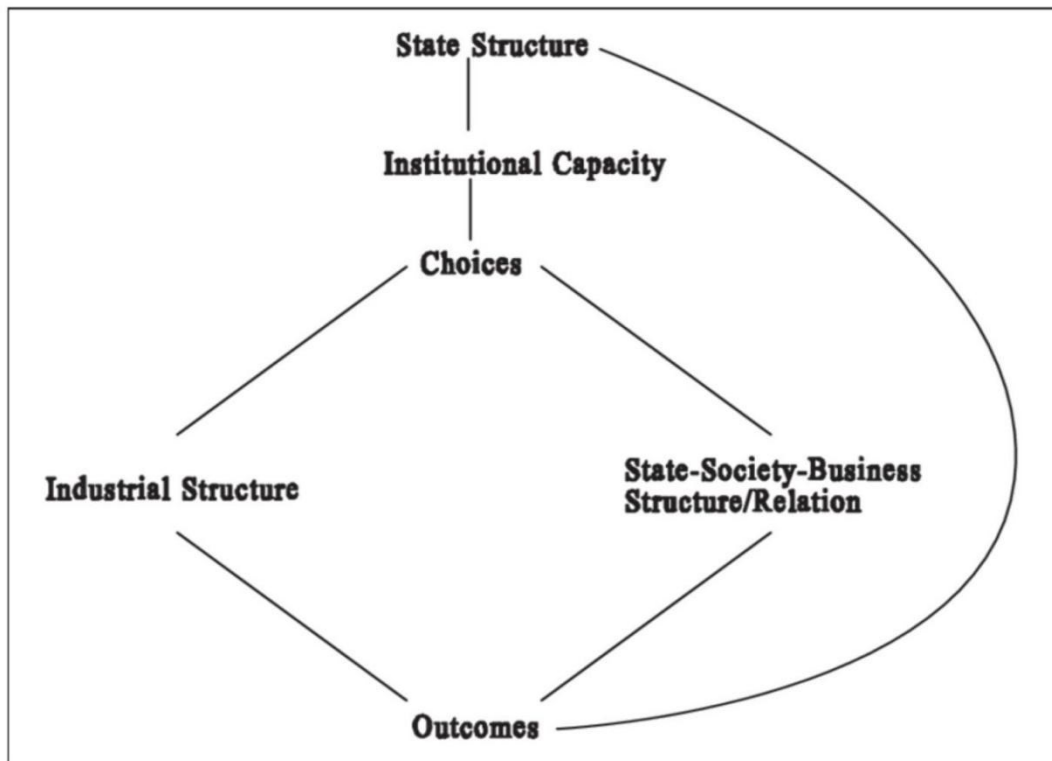 State Structure
Institutional Capacity
Choices
Industrial Structure
State-Society-Business
Structure/Relation
Outcomes